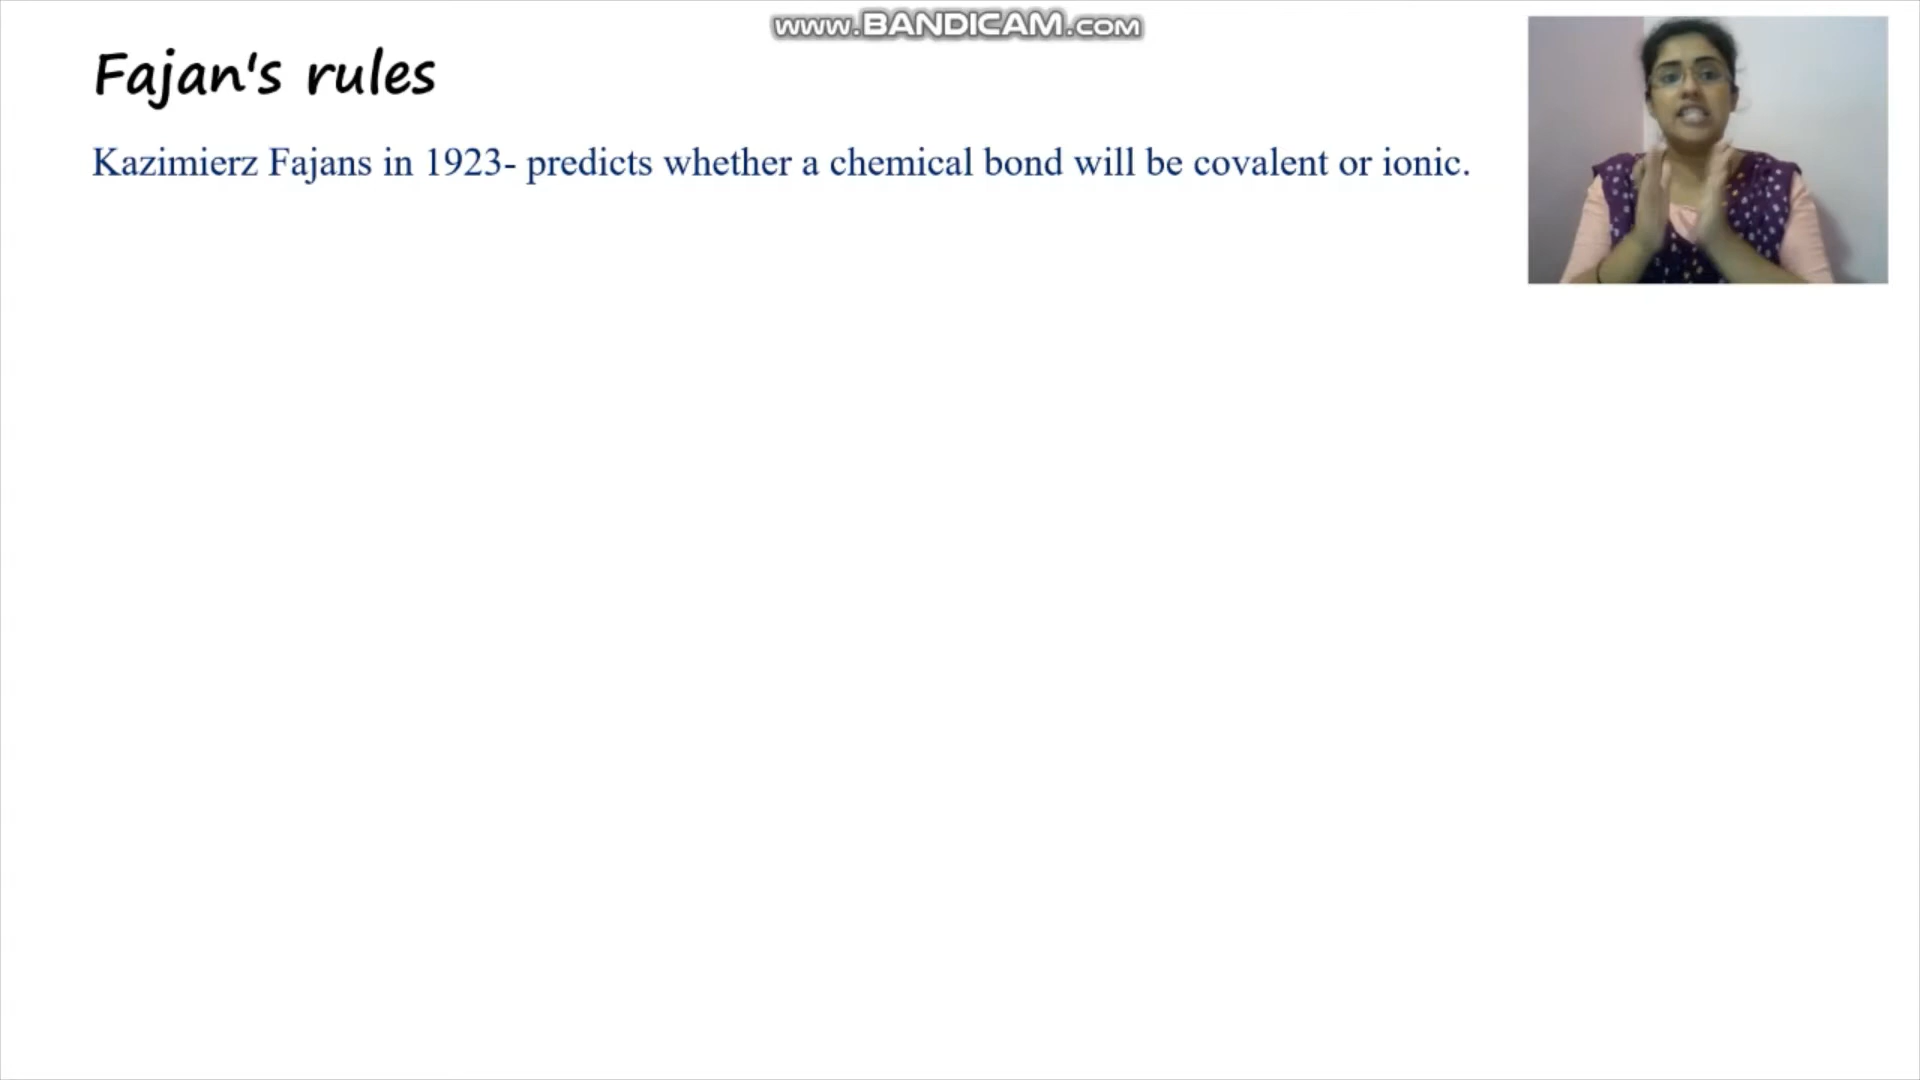 www.BANDICAM.com
Fajan's rules
Kazimierz Fajans in 1923- predicts whether a chemical bond will be covalent or ionic.